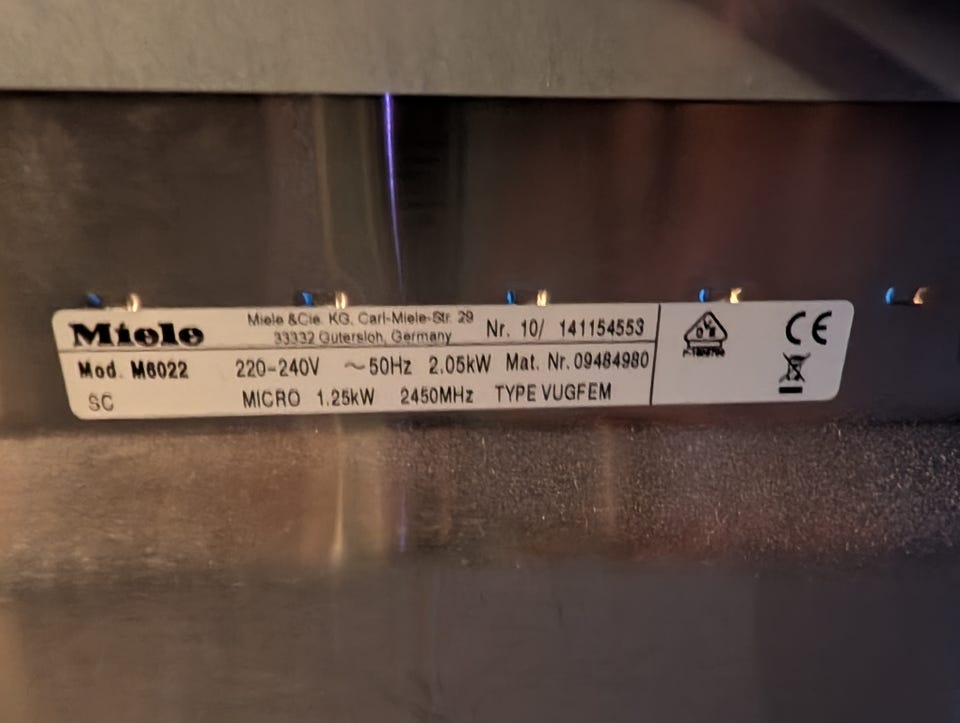 Miele
Miele &Cie. KG, Carl-Miele-Str. 29
33332 Gütersloh, Germany
Nr. 10/ 141154553
Mod. M6022
220-240V ~50Hz 2.05kW Mat. Nr. 09484980
SC
MICRO 1.25kW 2450MHz TYPE VUGFEM
CE